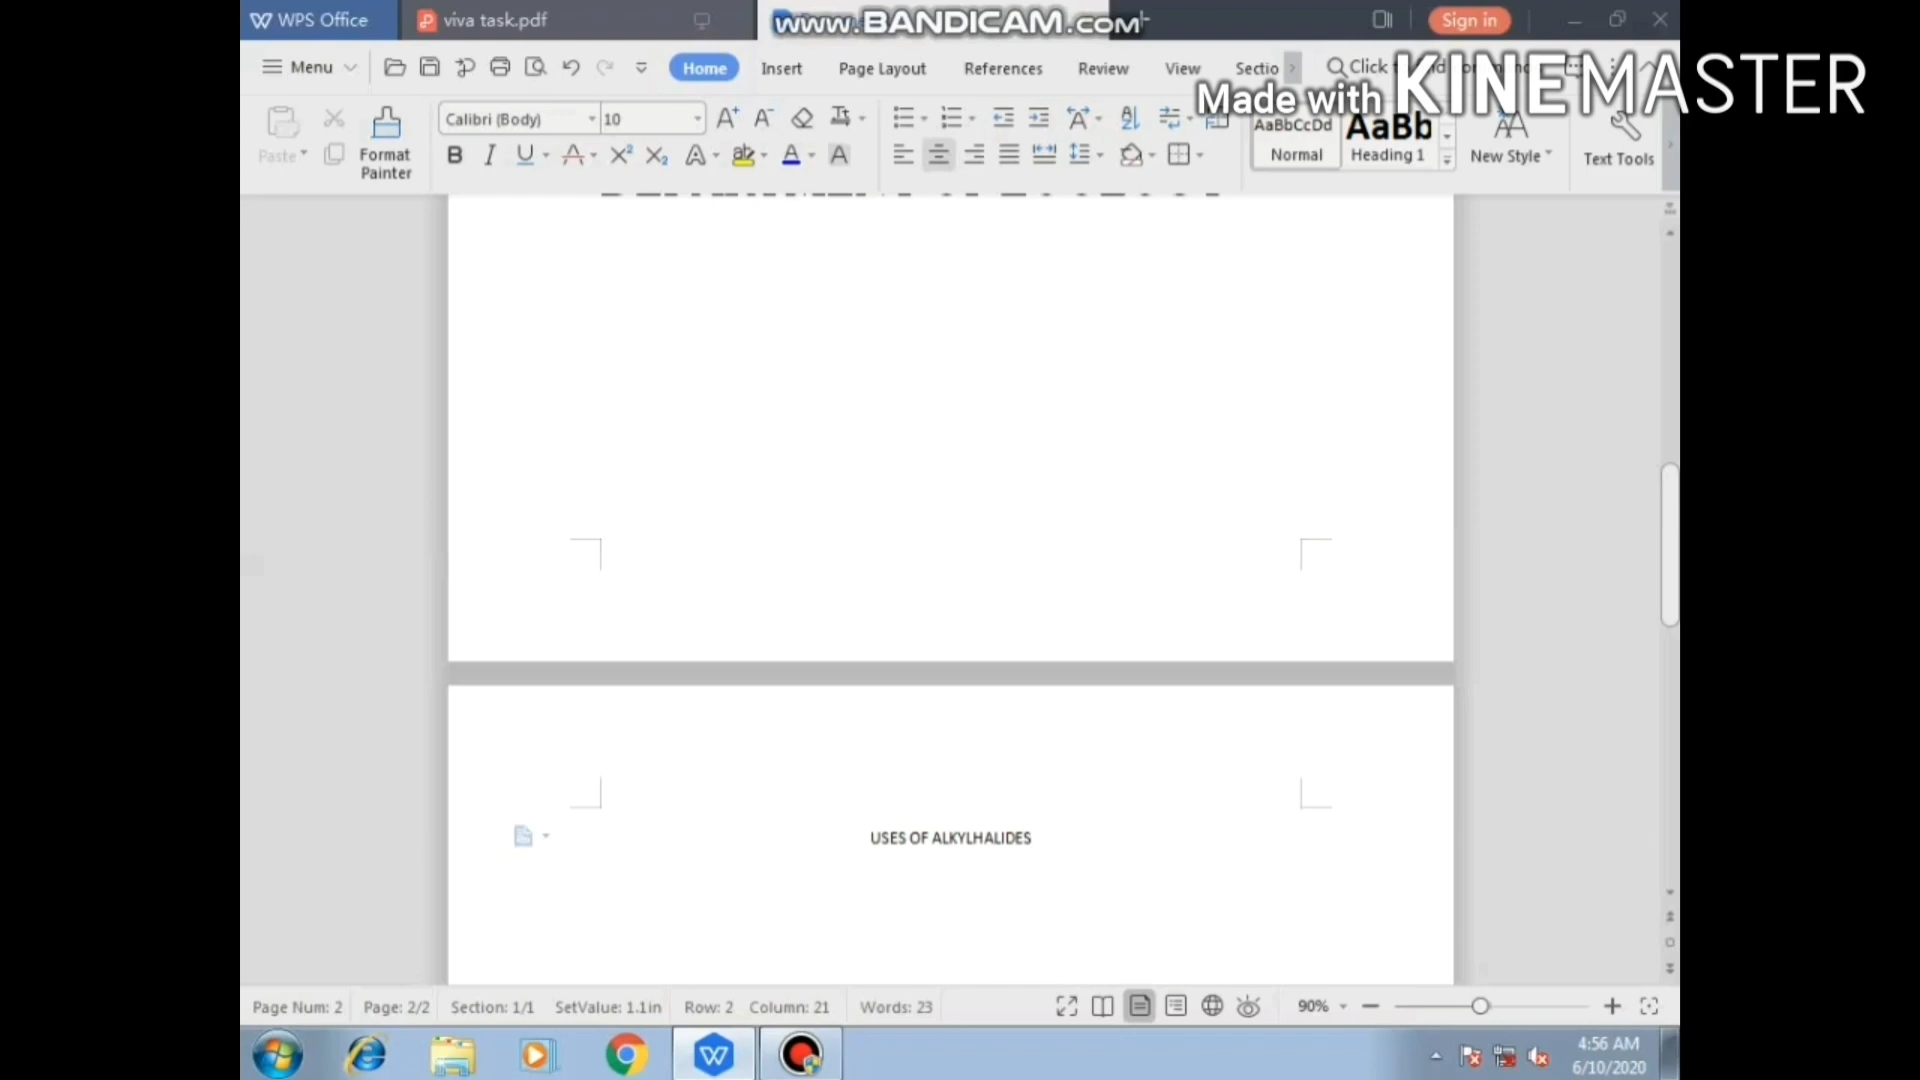 WPS Office
viva task.pdf
www.BANDICAM.com
Sign in
Menu
Home
Insert
Page Layout
References
Review
View
Sectio
Click
Made with KINEMASTER
Paste
Format
Painter
Calibri (Body)
10
AaBbCcDd
Normal
AaBb
Heading 1
New Style
Text Tools
USES OF ALKYLHALIDES
Page Num: 2
Page: 2/2
Section: 1/1
SetValue: 1.1in
Row: 2
Column: 21
Words: 23
90%
4:56 AM
6/10/2020